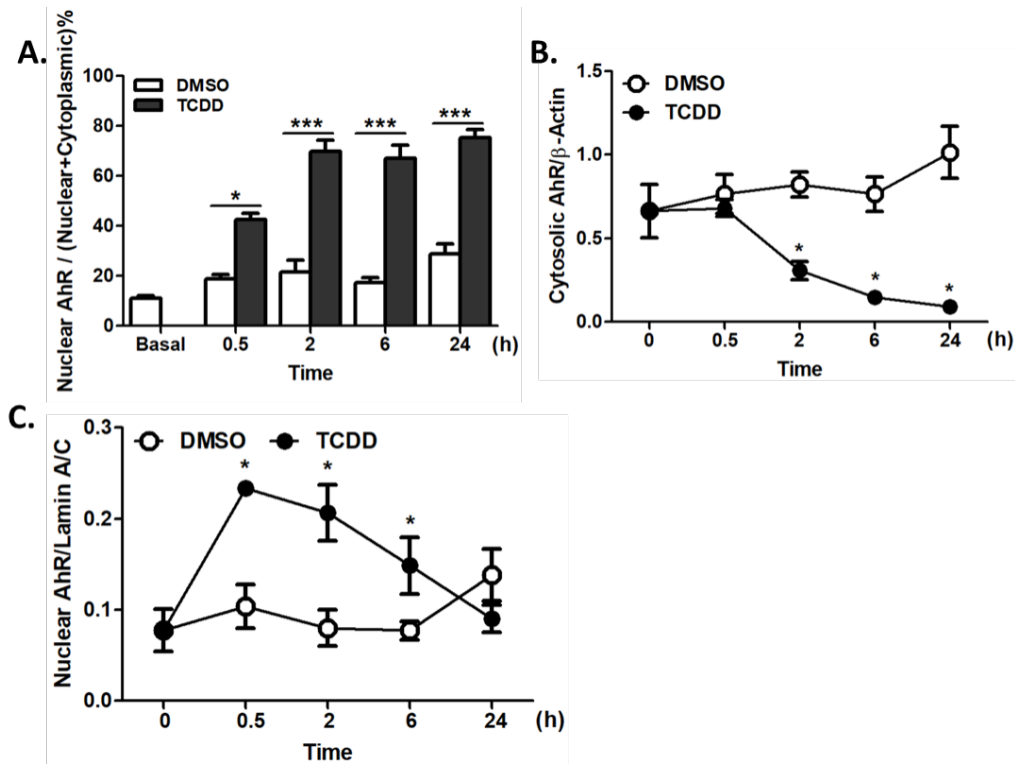 A.
Nuclear AhR / (Nuclear+Cytoplasmic)%
100
80
60
40
20
0
DMSO
TCDD
*
***
***
***
Basal 0.5 2 6 24 (h)
Time
B.
Cytosolic AhR/β-Actin
1.5
1.0
0.5
0.0
DMSO
TCDD
*
*
*
0 0.5 2 6 24 (h)
Time
C.
Nuclear AhR/Lamin A/C
0.3
0.2
0.1
0.0
DMSO TCDD
*
*
*
0 0.5 2 6 24 (h)
Time